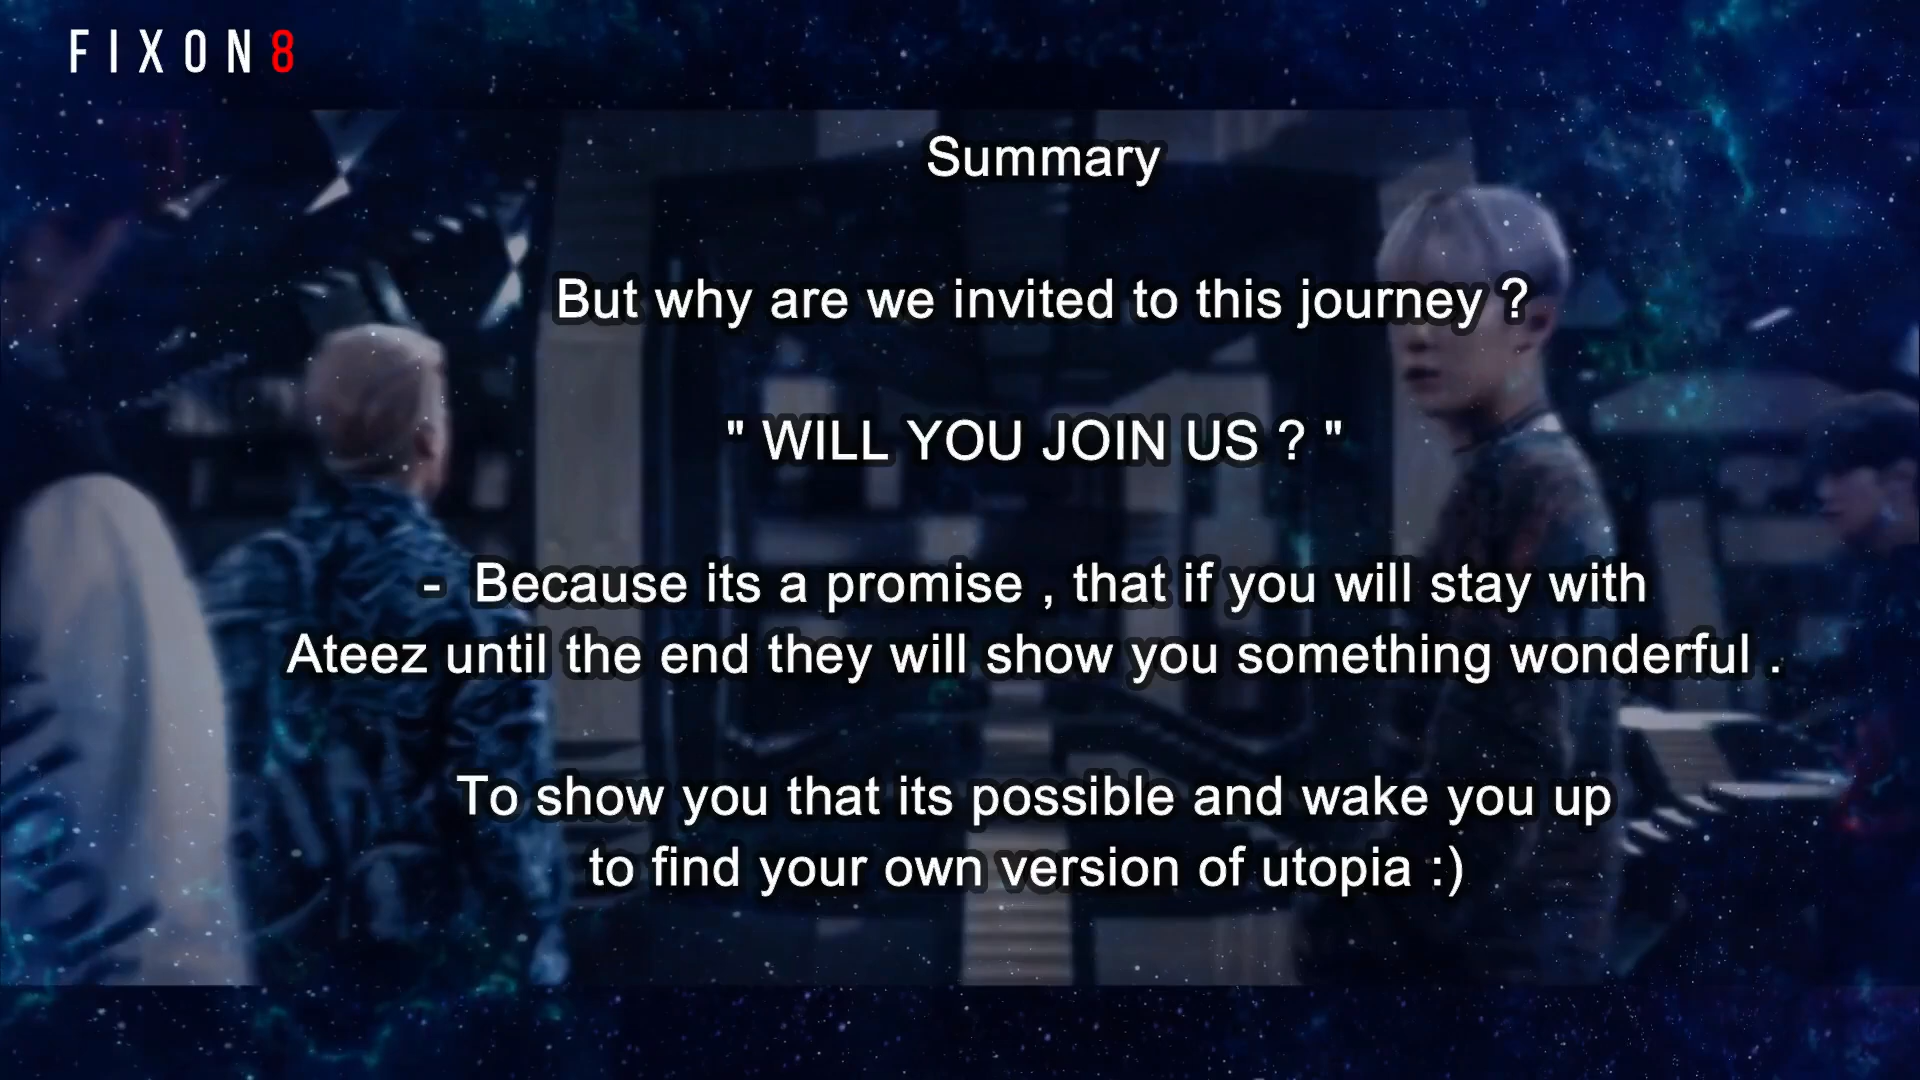 FIXON8
Summary
But why are we invited to this journey ?
" WILL YOU JOIN US ? "
- Because its a promise , that if you will stay with
Ateez until the end they will show you something wonderful .
To show you that its possible and wake you up
to find your own version of utopia :)